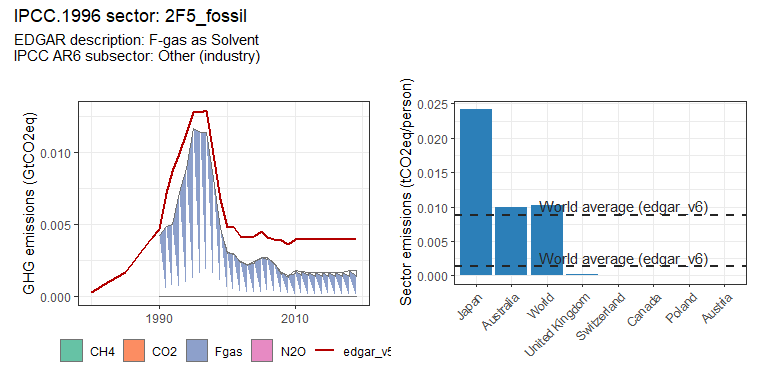 IPCC.1996 sector: 2F5_fossil
EDGAR description: F-gas as Solvent
IPCC AR6 subsector: Other (industry)
GHG emissions (GtCO2eq)
0.010
0.005
0.000
1990
2010
CH4
CO2
Fgas
N2O
edgar_v5
Sector emissions (tCO2eq/person)
0.025
0.020
0.015
0.010
0.005
0.000
World average (edgar_v6)
World average (edgar_v6)
Japan
Australia
World
United Kingdom
Switzerland
Canada
Poland
Austria